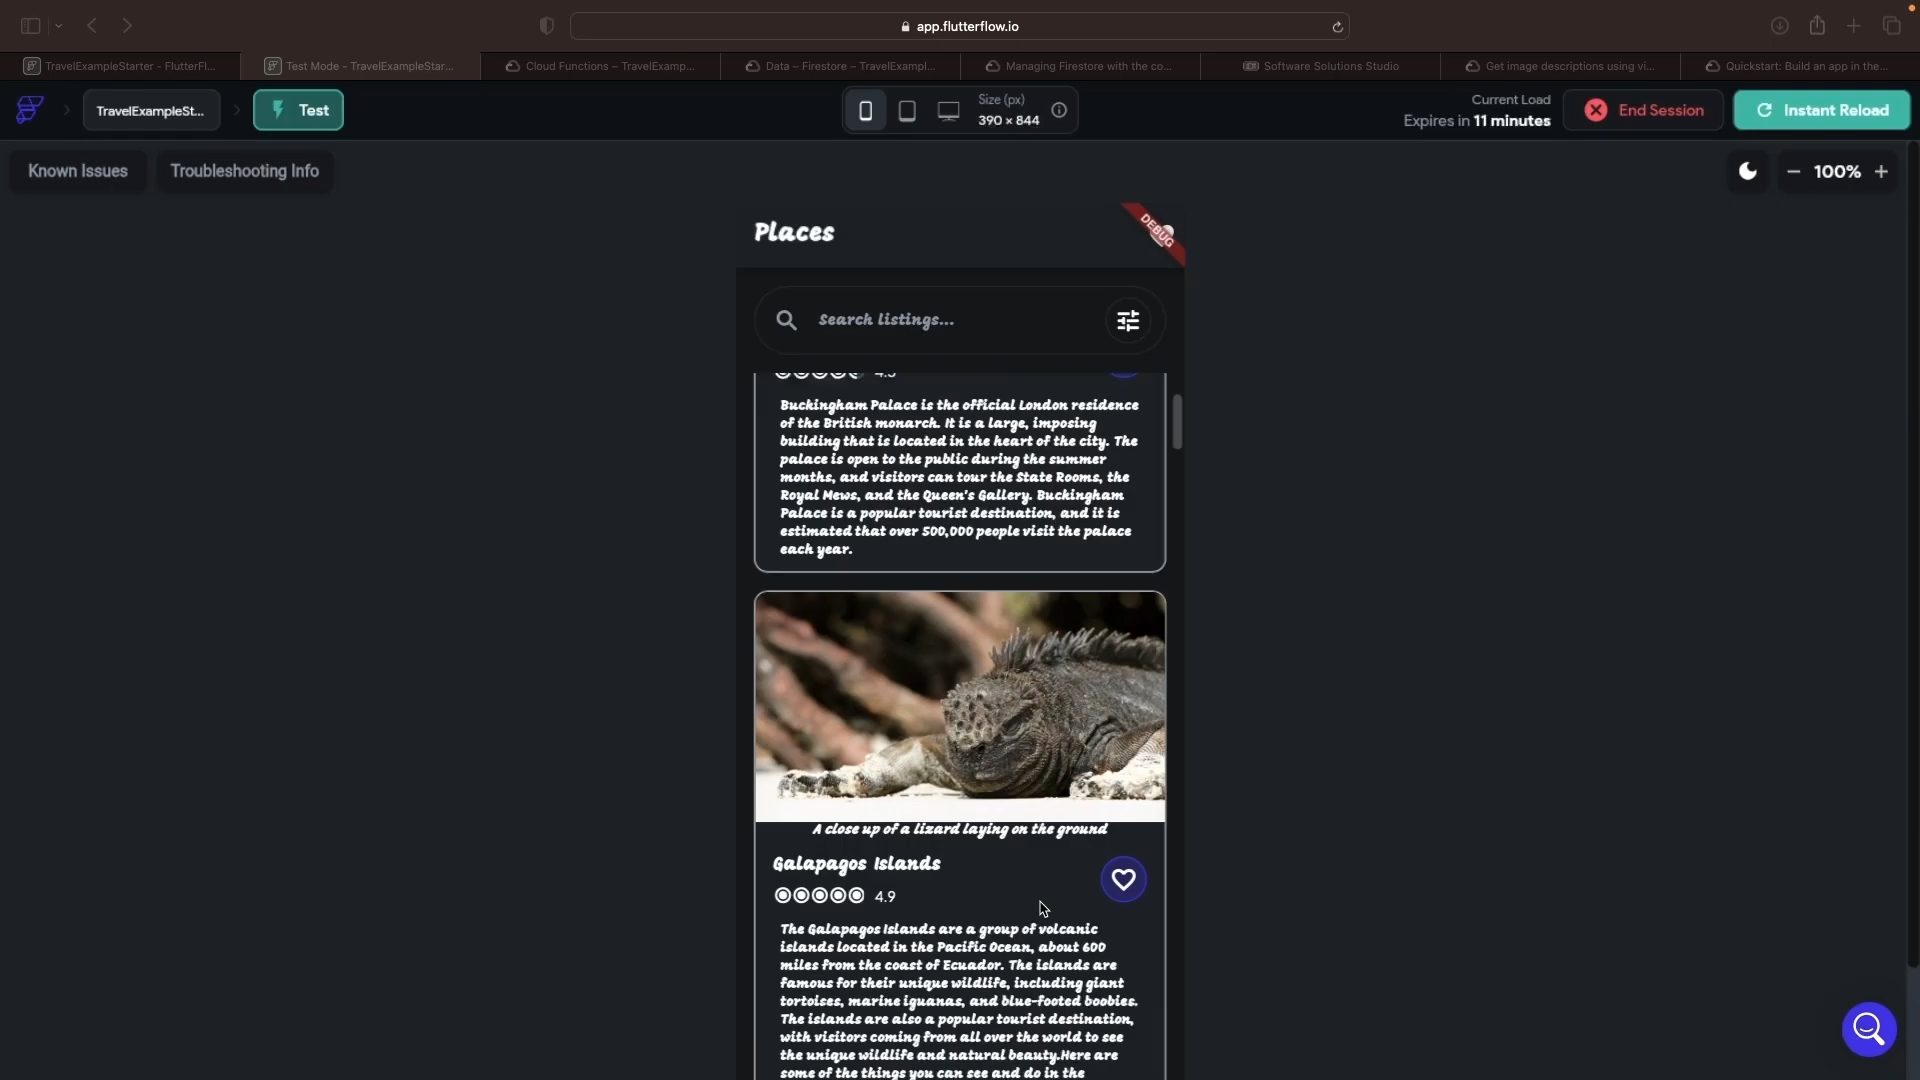 app.flutterflow.io
TravelExampleStarter - FlutterFl...
Test Mode - TravelExampleStar...
Cloud Functions – TravelExamp...
Data – Firestore – TravelExampl...
Managing Firestore with the co...
Software Solutions Studio
Get image descriptions using vi...
Quickstart: Build an app in the...
TravelExampleSt...
Test
Size (px)
390 × 844
Current Load
Expires in 11 minutes
End Session
Instant Reload
Known Issues
Troubleshooting Info
100%
Places
DEBUG
Search listings...
Buckingham Palace is the official London residence
of the British monarch. It is a large, imposing
building that is located in the heart of the city. The
palace is open to the public during the summer
months, and visitors can tour the State Rooms, the
Royal Mews, and the Queen's Gallery. Buckingham
Palace is a popular tourist destination, and it is
estimated that over 500,000 people visit the palace
each year.
A close up of a lizard laying on the ground
Galapagos Islands
4.9
The Galapagos Islands are a group of volcanic
islands located in the Pacific Ocean, about 600
miles from the coast of Ecuador. The islands are
famous for their unique wildlife, including giant
tortoises, marine iguanas, and blue-footed boobies.
The islands are also a popular tourist destination,
with visitors coming from all over the world to see
the unique wildlife and natural beauty.Here are
some of the things you can see and do in the